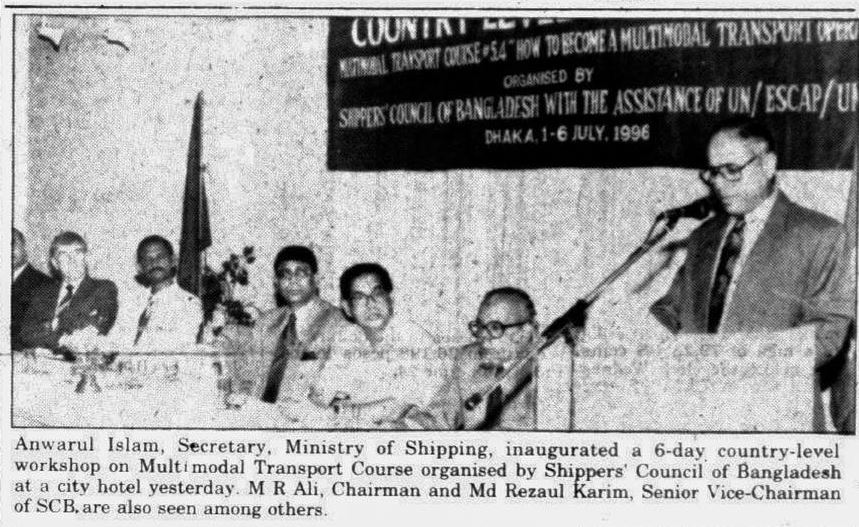 COUNTRY LEVEL
MULTIMODAL TRANSPORT COURSE #5.4 "HOW TO BECOME A MULTIMODAL TRANSPORT OPERA
ORGANISED BY
SHIPPERS' COUNCIL OF BANGLADESH WITH THE ASSISTANCE OF UN/ESCAP/UN
DHAKA, 1-6 JULY, 1996
Anwarul Islam, Secretary, Ministry of Shipping, inaugurated a 6-day country-level
workshop on Multimodal Transport Course organised by Shippers' Council of Bangladesh
at a city hotel yesterday. M R Ali, Chairman and Md Rezaul Karim, Senior Vice-Chairman
of SCB, are also seen among others.